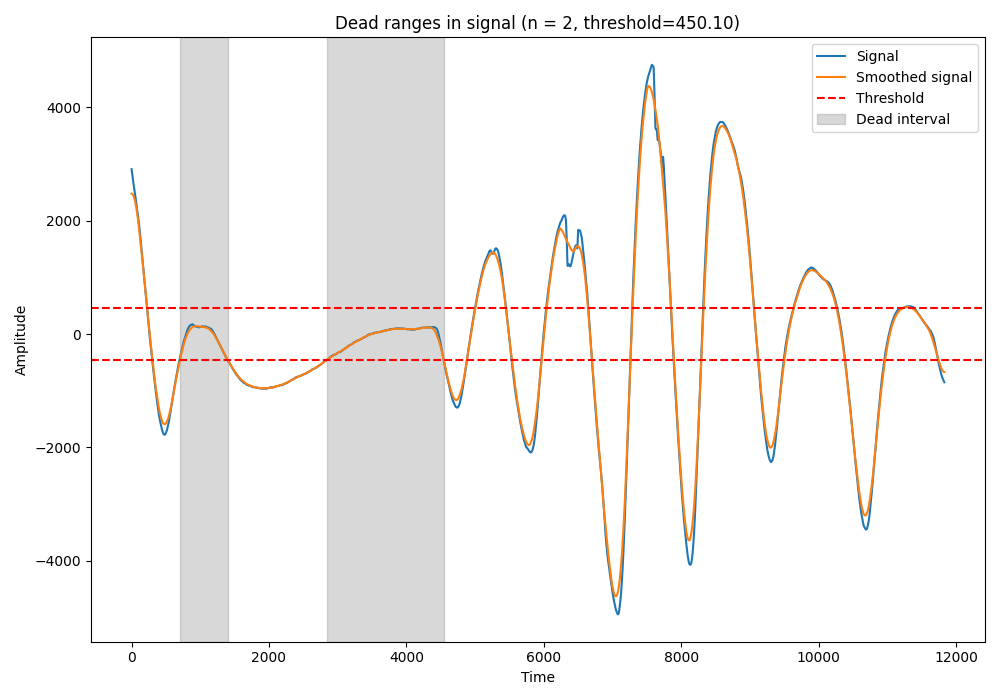 Dead ranges in signal (n = 2, threshold=450.10)
Signal
Smoothed signal
Threshold
Dead interval
Amplitude
4000
2000
0
−2000
−4000
0 2000 4000 6000 8000 10000 12000
Time